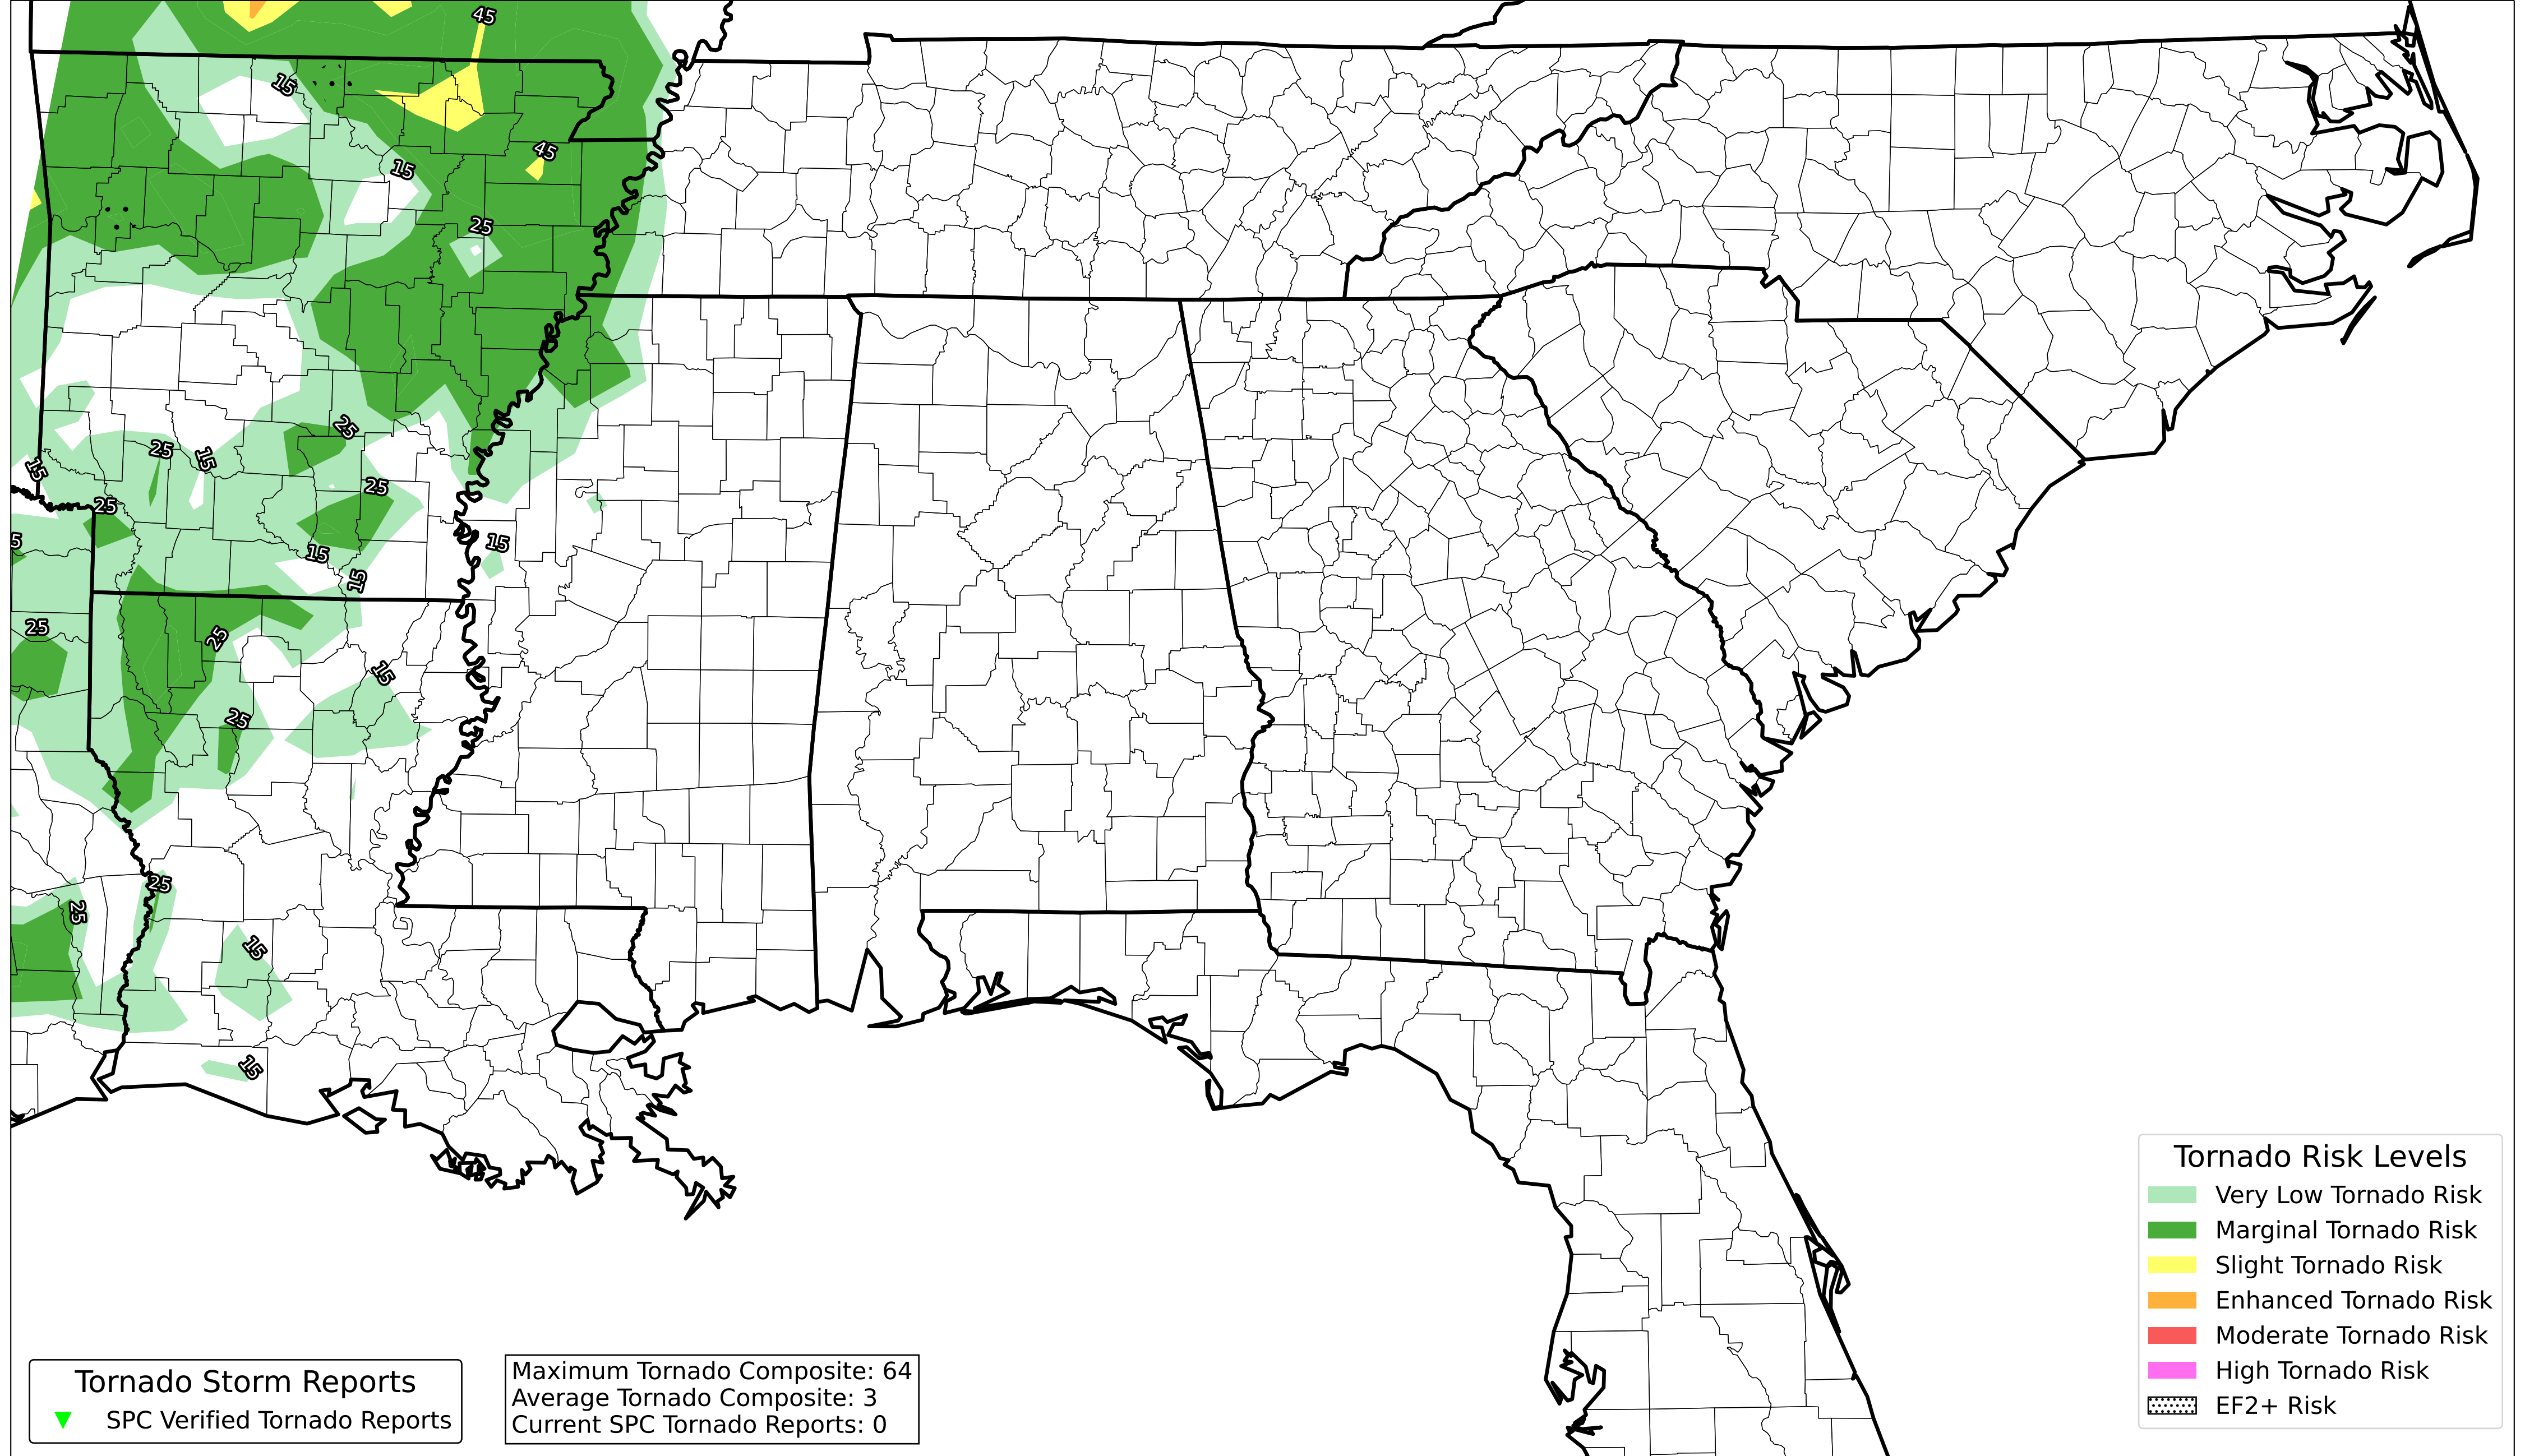 45
15
45
15
25
25
25
15
15
25
25
5
15
15
15
25
25
15
25
25
25
15
15
Tornado Risk Levels
Very Low Tornado Risk
Marginal Tornado Risk
Slight Tornado Risk
Enhanced Tornado Risk
Moderate Tornado Risk
High Tornado Risk
EF2+ Risk
Tornado Storm Reports
SPC Verified Tornado Reports
Maximum Tornado Composite: 64
Average Tornado Composite: 3
Current SPC Tornado Reports: 0